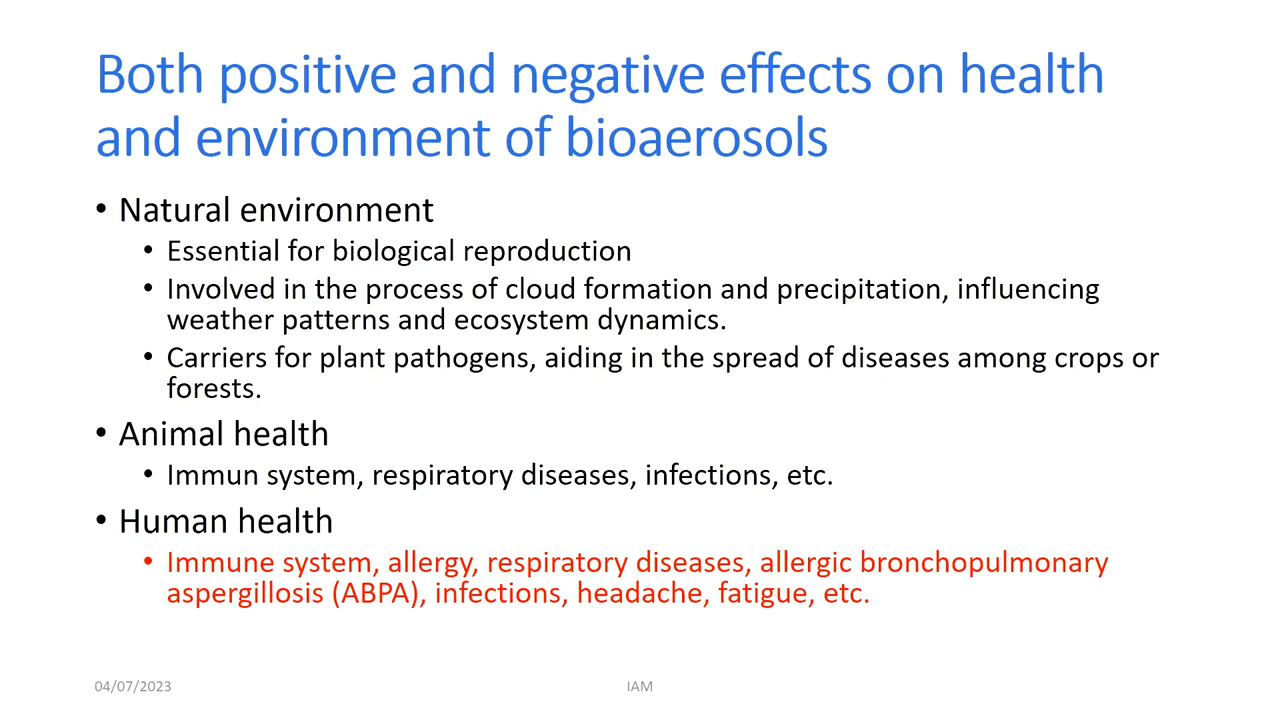 Both positive and negative effects on health
and environment of bioaerosols
• Natural environment
• Essential for biological reproduction
• Involved in the process of cloud formation and precipitation, influencing
weather patterns and ecosystem dynamics.
• Carriers for plant pathogens, aiding in the spread of diseases among crops or
forests.
• Animal health
• Immun system, respiratory diseases, infections, etc.
• Human health
• Immune system, allergy, respiratory diseases, allergic bronchopulmonary
aspergillosis (ABPA), infections, headache, fatigue, etc.
04/07/2023
IAM